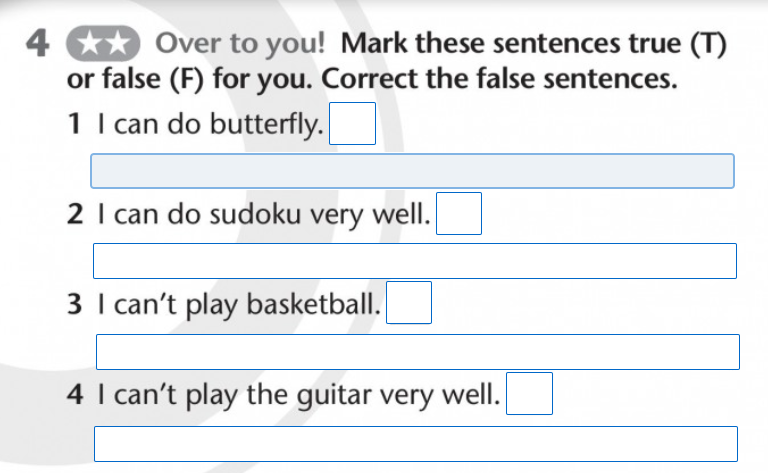 4 ★★ Over to you! Mark these sentences true (T)
or false (F) for you. Correct the false sentences.
1 I can do butterfly.
2 I can do sudoku very well.
3 I can't play basketball.
4 I can't play the guitar very well.